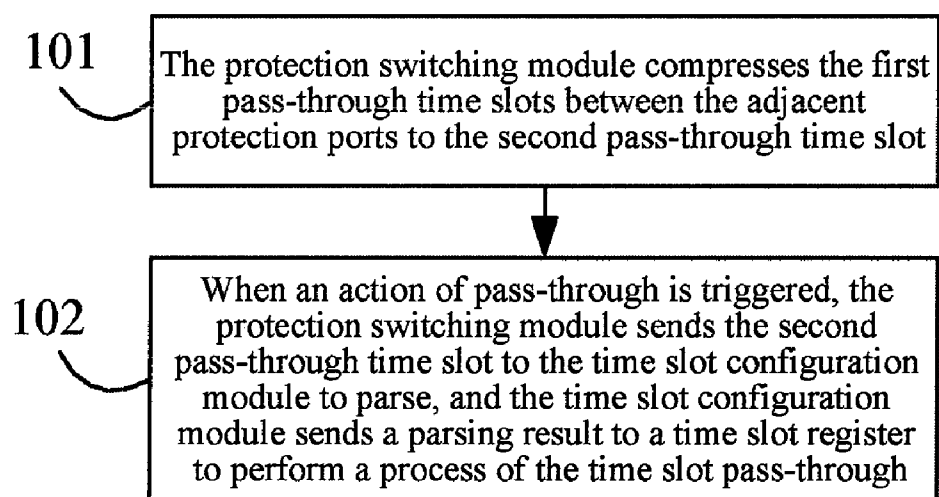 101
The protection switching module compresses the first
pass-through time slots between the adjacent
protection ports to the second pass-through time slot
102
When an action of pass-through is triggered, the
protection switching module sends the second
pass-through time slot to the time slot configuration
module to parse, and the time slot configuration
module sends a parsing result to a time slot register
to perform a process of the time slot pass-through